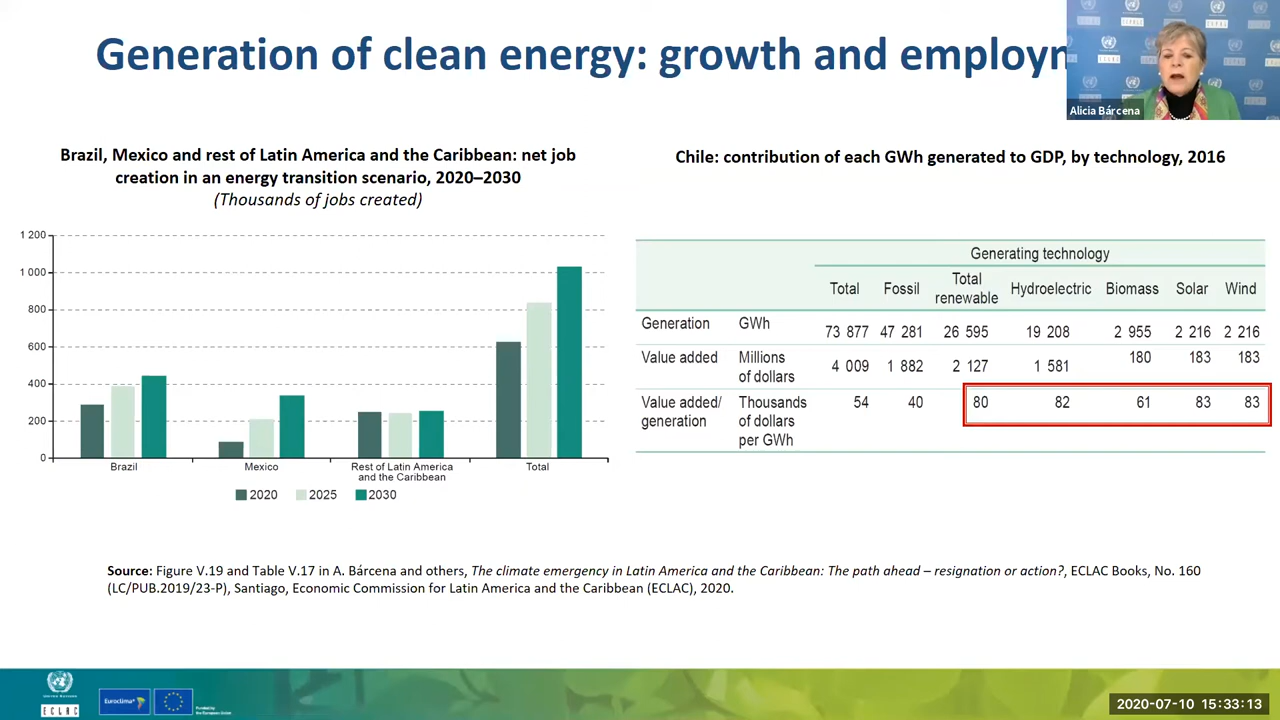 Generation of clean energy: growth and employm
Alicia Bárcena
Brazil, Mexico and rest of Latin America and the Caribbean: net job
creation in an energy transition scenario, 2020–2030
(Thousands of jobs created)
1 200
1 000
800
600
400
200
0
Brazil
Mexico
Rest of Latin America
and the Caribbean
Total
2020 2025 2030
Chile: contribution of each GWh generated to GDP, by technology, 2016
Generating technology
Total Fossil Total renewable Hydroelectric Biomass Solar Wind
Generation GWh 73 877 47 281 26 595 19 208 2 955 2 216 2 216
Value added Millions of dollars 4 009 1 882 2 127 1 581 180 183 183
Value added/ generation Thousands of dollars per GWh 54 40 80 82 61 83 83
Source: Figure V.19 and Table V.17 in A. Bárcena and others, The climate emergency in Latin America and the Caribbean: The path ahead – resignation or action?, ECLAC Books, No. 160
(LC/PUB.2019/23-P), Santiago, Economic Commission for Latin America and the Caribbean (ECLAC), 2020.
United Nations
ECLAC
Euroclima+
Funded by
the European Union
2020-07-10 15:33:13